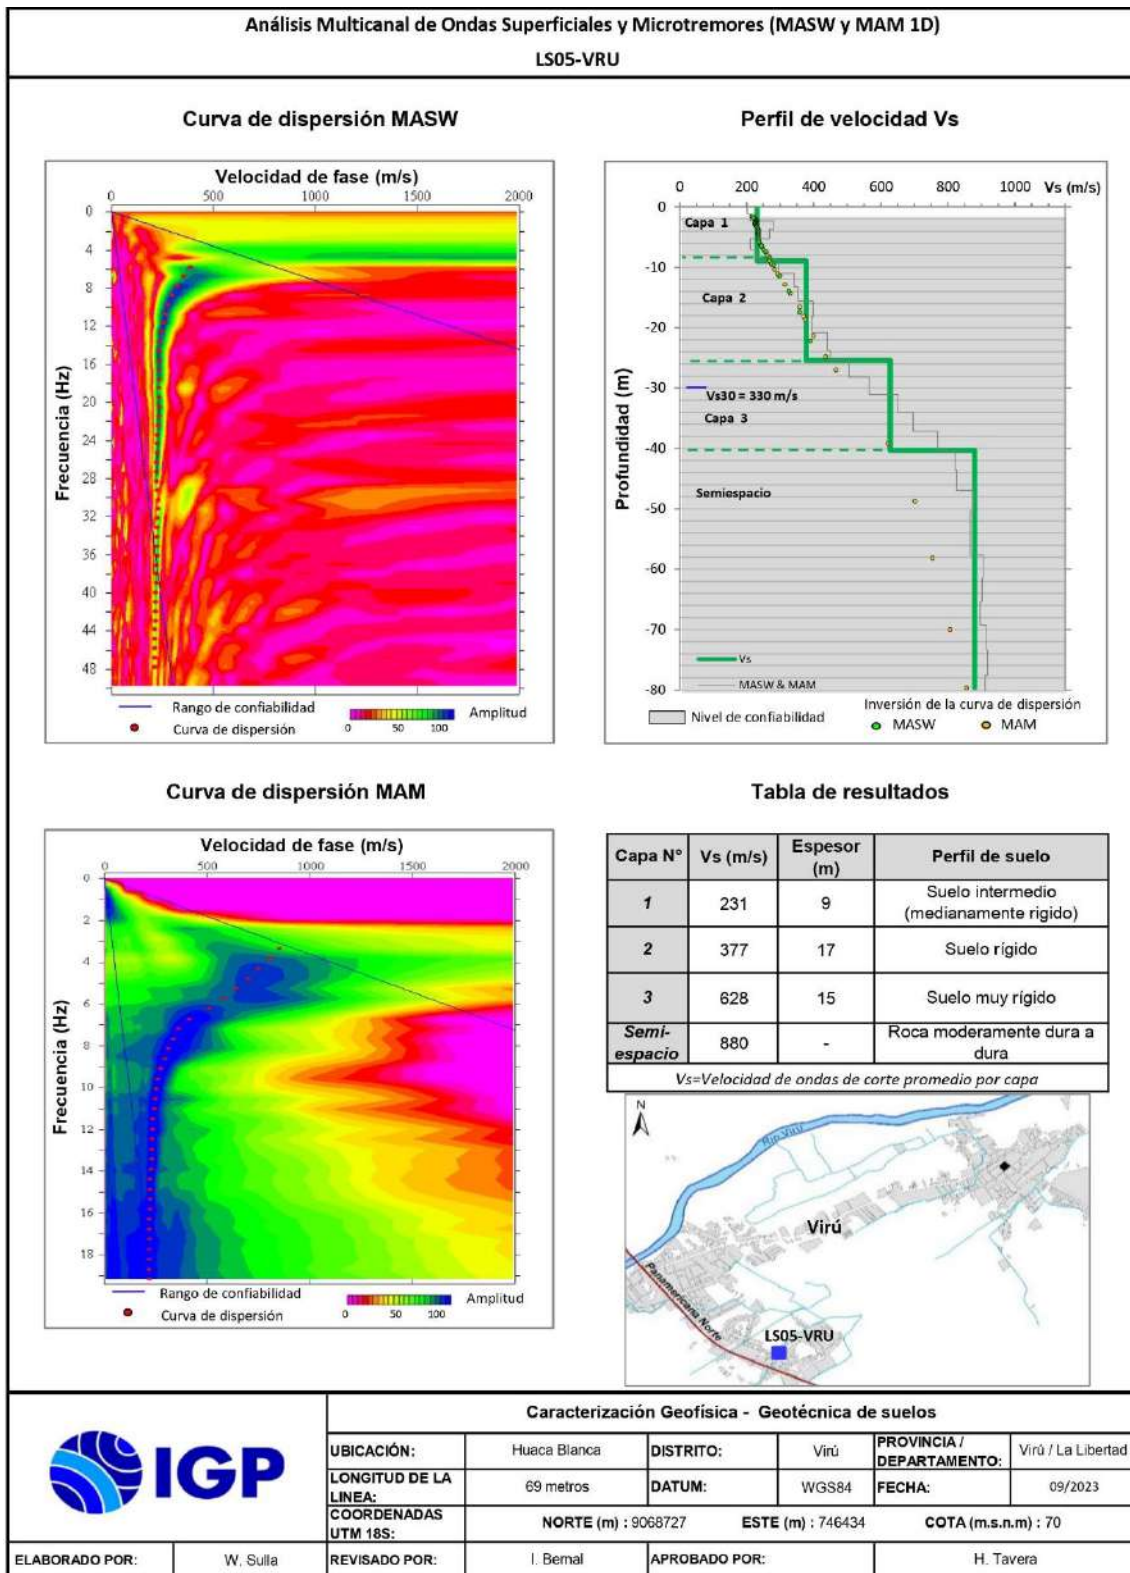 Análisis Multicanal de Ondas Superficiales y Microtremores (MASW y MAM 1D)
LS05-VRU
Curva de dispersión MASW
Velocidad de fase (m/s)
0 500 1000 1500 2000
Frecuencia (Hz)
0
4
8
12
16
20
24
28
32
36
40
44
48
Rango de confiabilidad
Curva de dispersión
0 50 100
Amplitud
Perfil de velocidad Vs
0 200 400 600 800 1000 Vs (m/s)
Profundidad (m)
0
-10
-20
-30
-40
-50
-60
-70
-80
Capa 1
Capa 2
Vs30 = 330 m/s
Capa 3
Semiespacio
Vs
MASW & MAM
Nivel de confiabilidad
Inversión de la curva de dispersión
MASW MAM
Curva de dispersión MAM
Velocidad de fase (m/s)
0 500 1000 1500 2000
Frecuencia (Hz)
0
2
4
6
8
10
12
14
16
18
Rango de confiabilidad
Curva de dispersión
0 50 100
Amplitud
Tabla de resultados
Capa N° Vs (m/s) Espesor (m) Perfil de suelo
1 231 9 Suelo intermedio (medianamente rigido)
2 377 17 Suelo rígido
3 628 15 Suelo muy rígido
Semi-espacio 880 - Roca moderamente dura a dura
Vs=Velocidad de ondas de corte promedio por capa
N
Rio Virú
Virú
Panamericana Norte
LS05-VRU
IGP
Caracterización Geofísica - Geotécnica de suelos
UBICACIÓN: Huaca Blanca DISTRITO: Virú PROVINCIA / DEPARTAMENTO: Virú / La Libertad
LONGITUD DE LA LINEA: 69 metros DATUM: WGS84 FECHA: 09/2023
COORDENADAS UTM 18S: NORTE (m) : 9068727 ESTE (m) : 746434 COTA (m.s.n.m) : 70
ELABORADO POR: W. Sulla REVISADO POR: I. Bernal APROBADO POR: H. Tavera